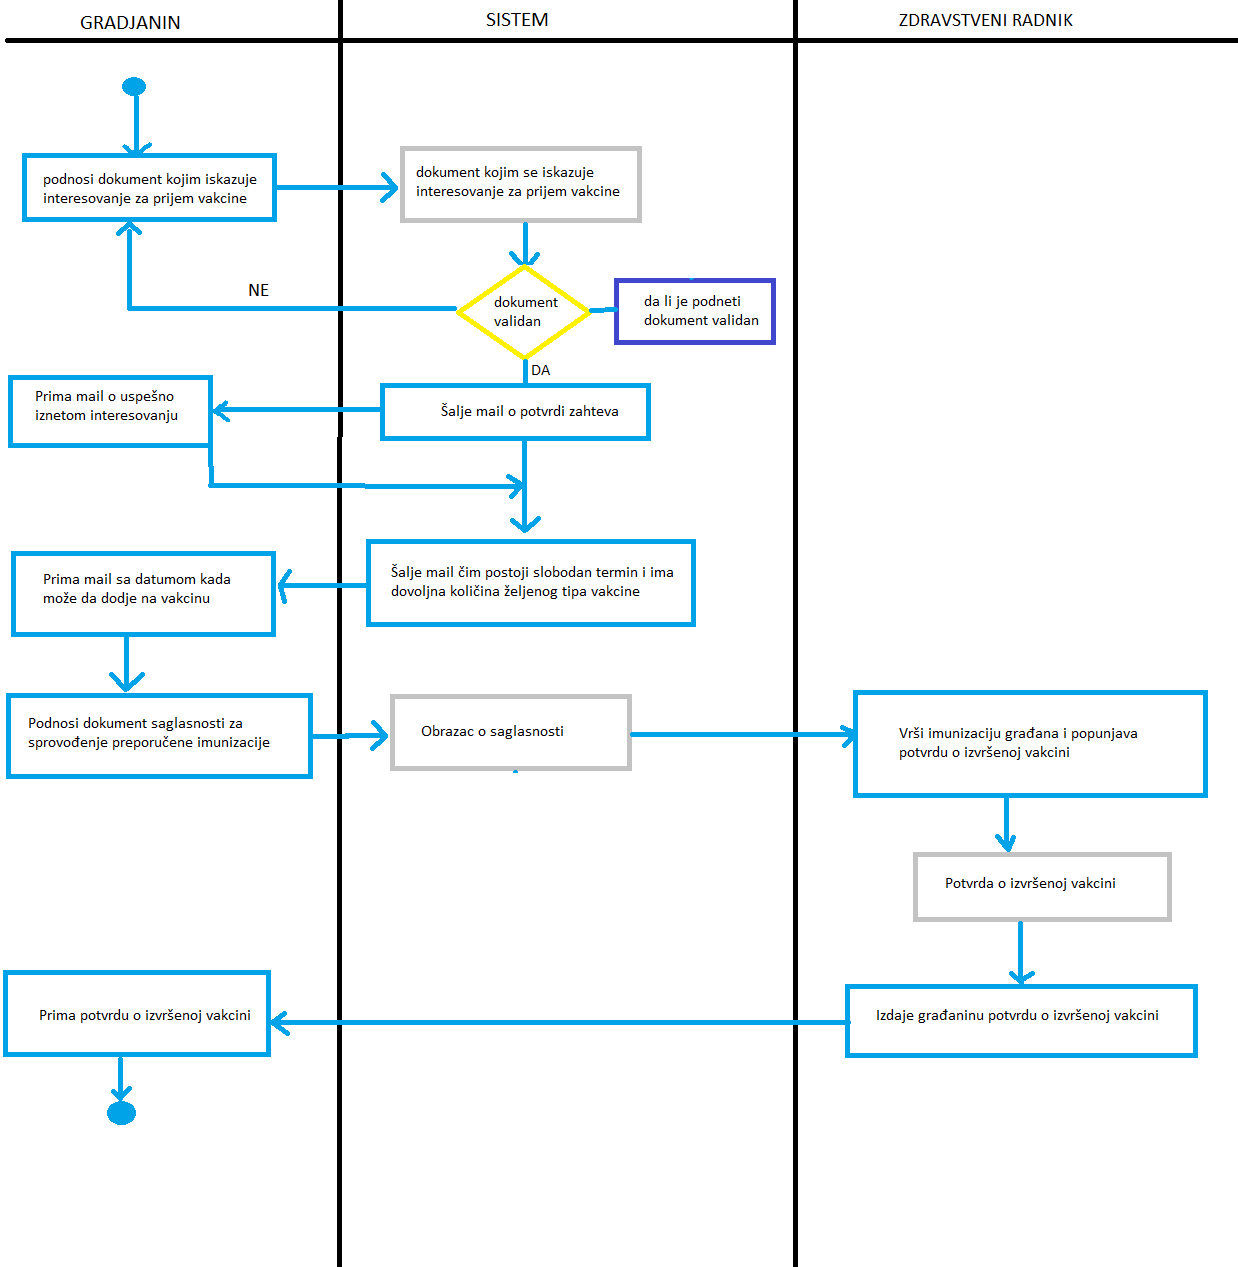 GRADJANIN
SISTEM
ZDRAVSTVENI RADNIK
podnosi dokument kojim iskazuje
interesovanje za prijem vakcine
dokument kojim se iskazuje
interesovanje za prijem vakcine
NE
dokument
validan
da li je podneti
dokument validan
DA
Prima mail o uspešno
iznetom interesovanju
Šalje mail o potvrdi zahteva
Prima mail sa datumom kada
može da dodje na vakcinu
Šalje mail čim postoji slobodan termin i ima
dovoljna količina željenog tipa vakcine
Podnosi dokument saglasnosti za
sprovođenje preporučene imunizacije
Obrazac o saglasnosti
Vrši imunizaciju građana i popunjava
potvrdu o izvršenoj vakcini
Potvrda o izvršenoj vakcini
Prima potvrdu o izvršenoj vakcini
Izdaje građaninu potvrdu o izvršenoj vakcini